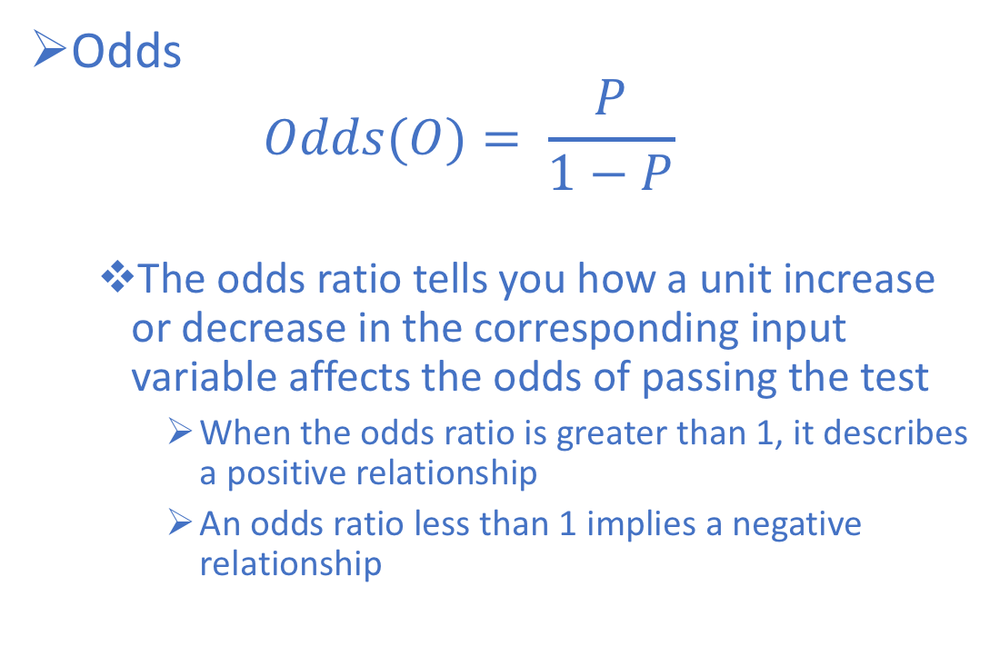 ➢Odds
Odds(O) = P / (1 − P)
❖The odds ratio tells you how a unit increase
or decrease in the corresponding input
variable affects the odds of passing the test
➢When the odds ratio is greater than 1, it describes
a positive relationship
➢An odds ratio less than 1 implies a negative
relationship